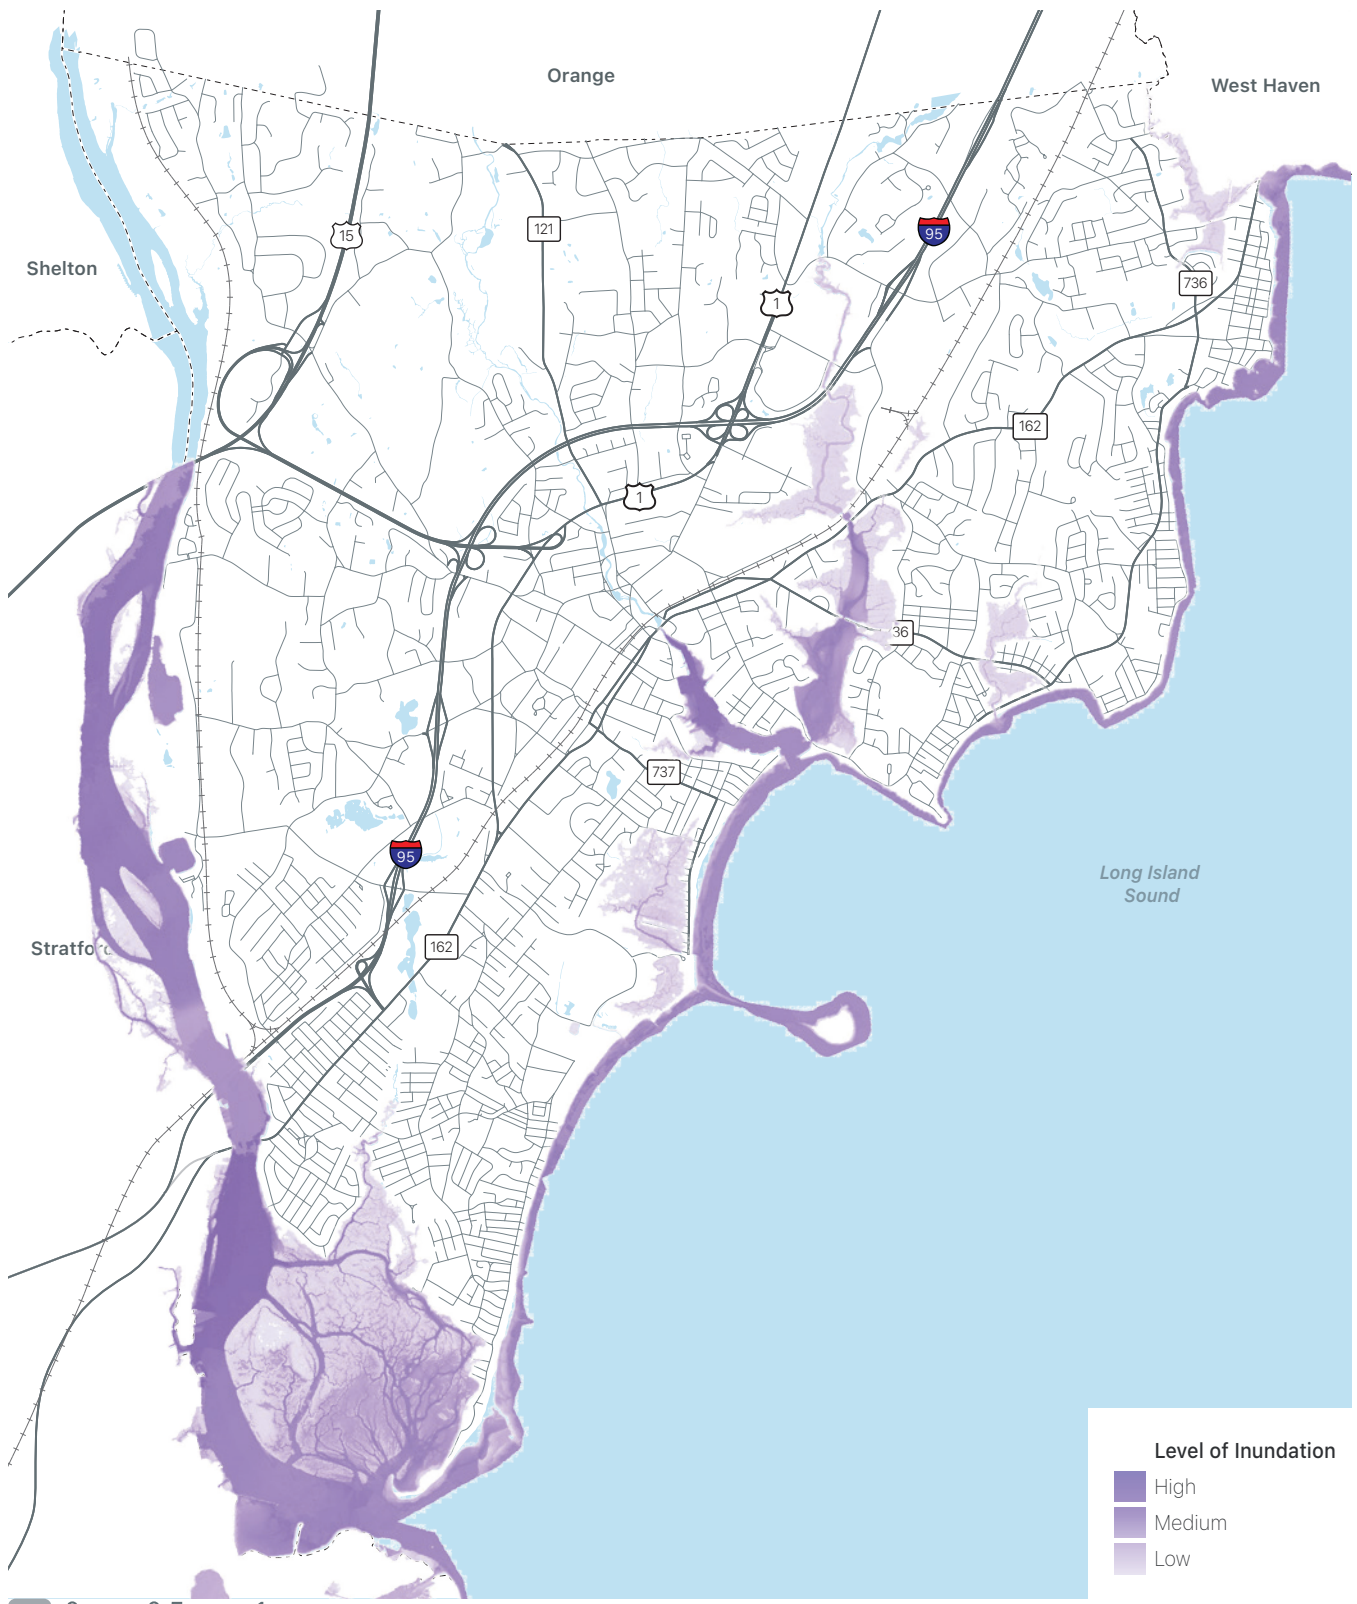 Orange
West Haven
15
121
95
Shelton
736
1
162
1
36
737
95
Long Island
Sound
162
Stratford
Level of Inundation
High
Medium
Low